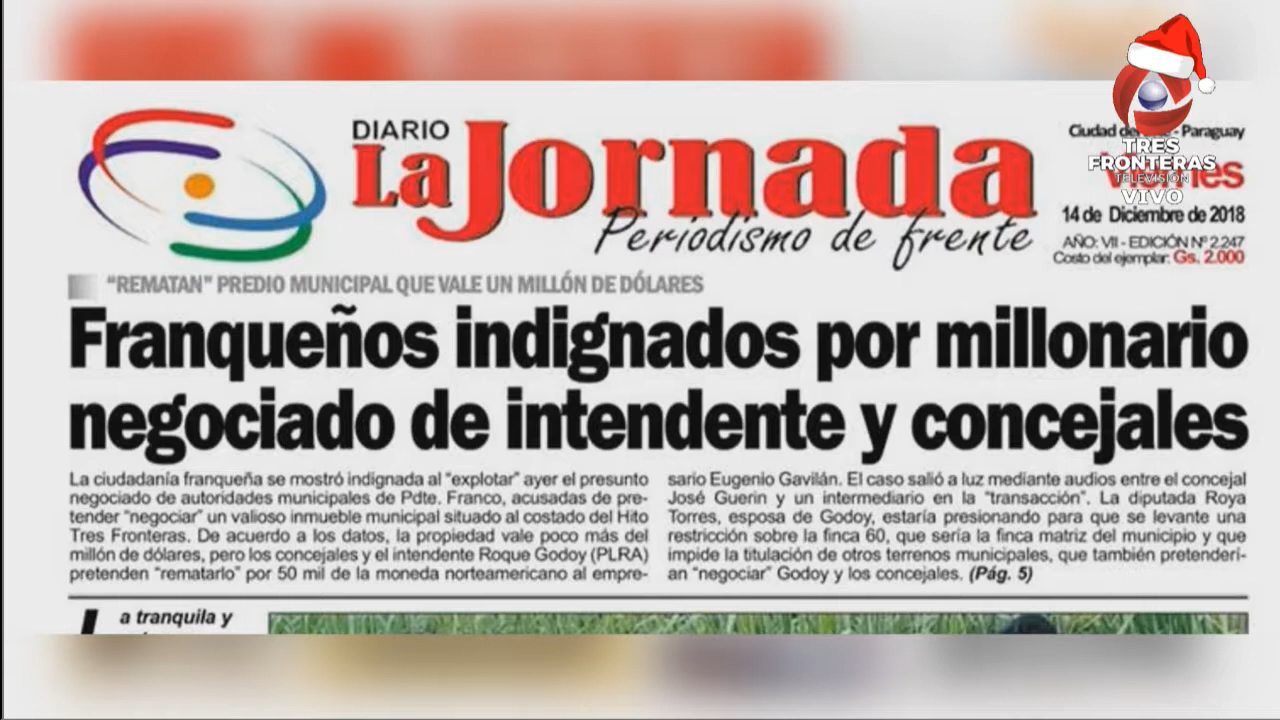 DIARIO
La Jornada
Periodismo de frente
Ciudad del - Paraguay
TRES
FRONTERAS
TELEVISIÓN
VIVO
Viernes
14 de Diciembre de 2018
AÑO: VII - EDICIÓN Nº 2.247
Costo del ejemplar: Gs. 2.000
“REMATAN” PREDIO MUNICIPAL QUE VALE UN MILLÓN DE DÓLARES
Franqueños indignados por millonario
negociado de intendente y concejales
La ciudadanía franqueña se mostró indignada al “explotar” ayer el presunto
negociado de autoridades municipales de Pdte. Franco, acusadas de pre-
tender “negociar” un valioso inmueble municipal situado al costado del Hito
Tres Fronteras. De acuerdo a los datos, la propiedad vale poco más del
millón de dólares, pero los concejales y el intendente Roque Godoy (PLRA)
pretenden “rematarlo” por 50 mil de la moneda norteamericano al empre-
sario Eugenio Gavilán. El caso salió a luz mediante audios entre el concejal
José Guerin y un intermediario en la “transacción”. La diputada Roya
Torres, esposa de Godoy, estaría presionando para que se levante una
restricción sobre la finca 60, que sería la finca matriz del municipio y que
impide la titulación de otros terrenos municipales, que también pretenderi-
an “negociar” Godoy y los concejales. (Pág. 5)
a tranquila y